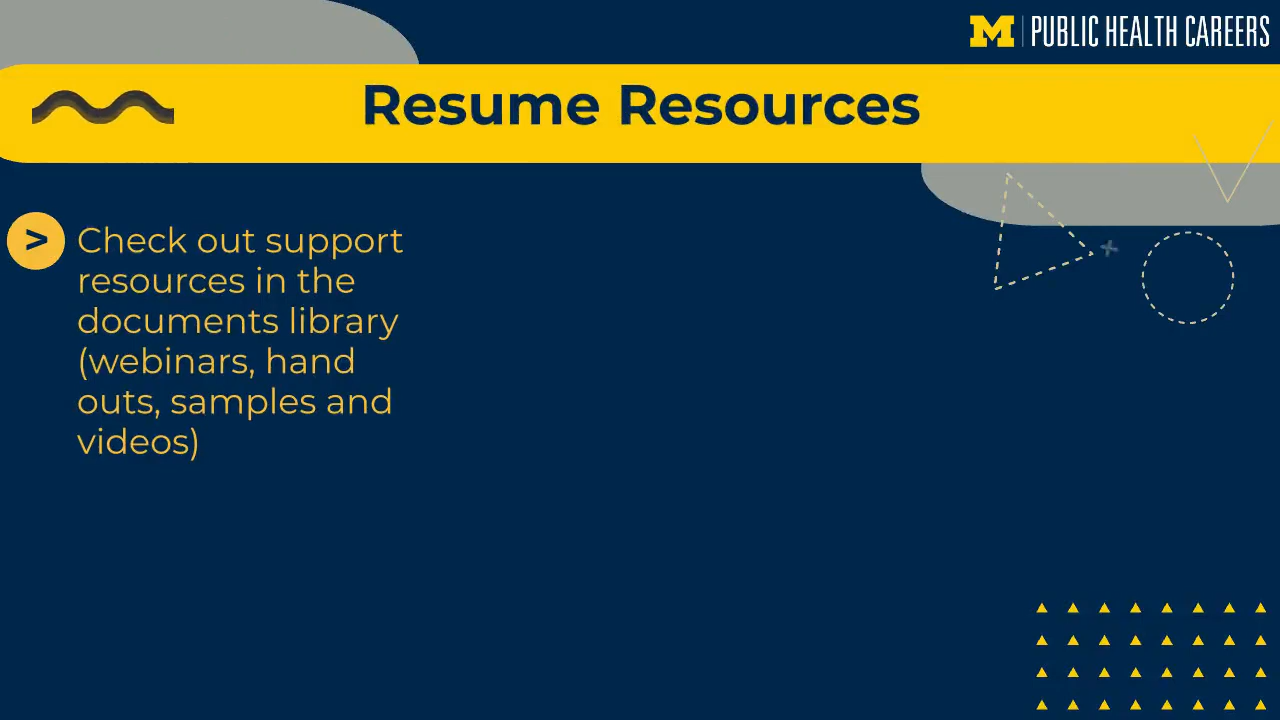 M | PUBLIC HEALTH CAREERS
Resume Resources
> Check out support
resources in the
documents library
(webinars, hand
outs, samples and
videos)